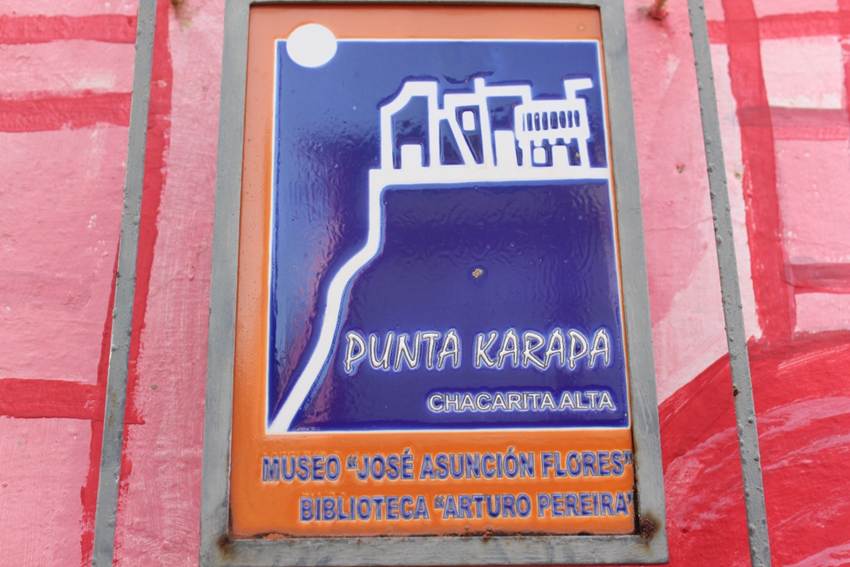 PUNTA KARAPA
CHACARITA ALTA
MUSEO "JOSÉ ASUNCIÓN FLORES"
BIBLIOTECA "ARTURO PEREIRA"